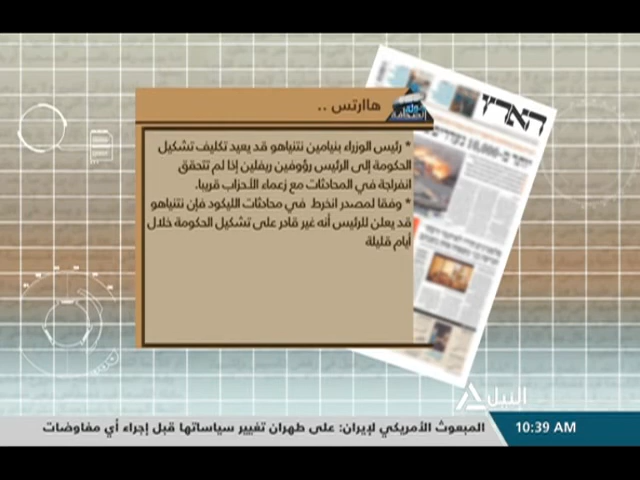 هاارتس ..
الصحافة
* رئيس الوزراء بنيامين نتنياهو قد يعيد تكليف تشكيل
الحكومة إلى الرئيس رؤوفين ريفلين إذا لم تتحقق
انفراجة في المحادثات مع زعماء الأحزاب قريبا.
* وفقا لمصدر انخرط في محادثات الليكود فإن نتنياهو
قد يعلن للرئيس أنه غير قادر على تشكيل الحكومة خلال
أيام قليلة
הארץ
النيل
المبعوث الأمريكي لإيران: على طهران تغيير سياساتها قبل إجراء أي مفاوضات
10:39 AM